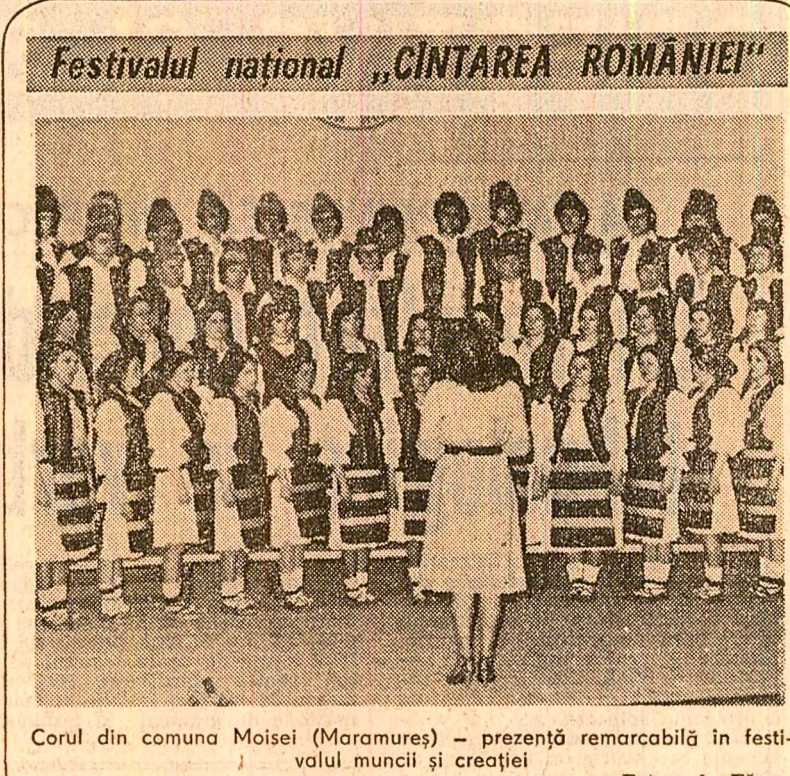 Festivalul național „CÎNTAREA ROMÂNIEI“
Corul din comuna Moisei (Maramureș) – prezență remarcabilă în festi-
valul muncii și creației